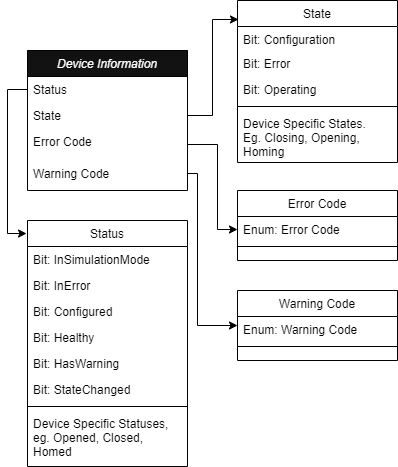 Device Information
Status
State
Error Code
Warning Code
State
Bit: Configuration
Bit: Error
Bit: Operating
Device Specific States.
Eg. Closing, Opening,
Homing
Error Code
Enum: Error Code
Warning Code
Enum: Warning Code
Status
Bit: InSimulationMode
Bit: InError
Bit: Configured
Bit: Healthy
Bit: HasWarning
Bit: StateChanged
Device Specific Statuses,
eg. Opened, Closed,
Homed